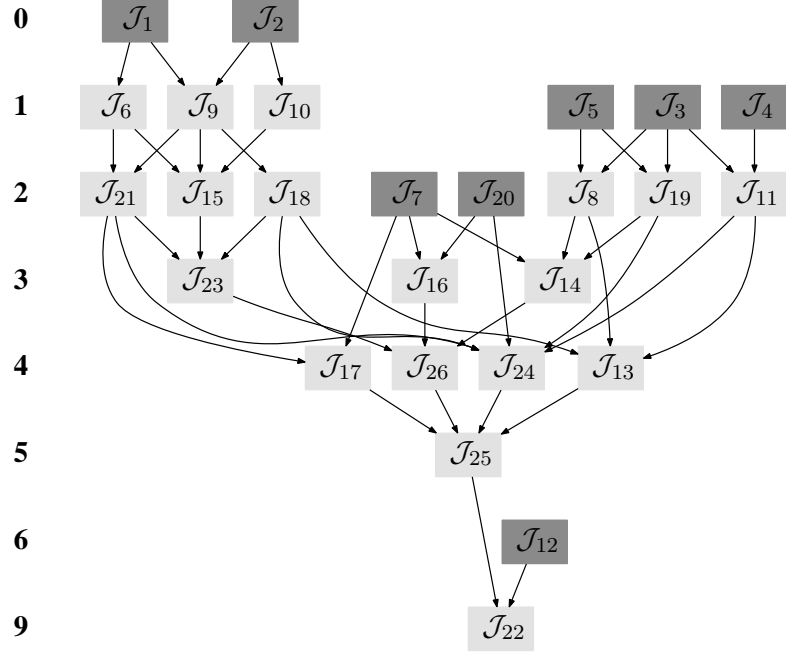 0 𝒥₁ 𝒥₂
1 𝒥₆ 𝒥₉ 𝒥₁₀ 𝒥₅ 𝒥₃ 𝒥₄
2 𝒥₂₁ 𝒥₁₅ 𝒥₁₈ 𝒥₇ 𝒥₂₀ 𝒥₈ 𝒥₁₉ 𝒥₁₁
3 𝒥₂₃ 𝒥₁₆ 𝒥₁₄
4 𝒥₁₇ 𝒥₂₆ 𝒥₂₄ 𝒥₁₃
5 𝒥₂₅
6 𝒥₁₂
9 𝒥₂₂